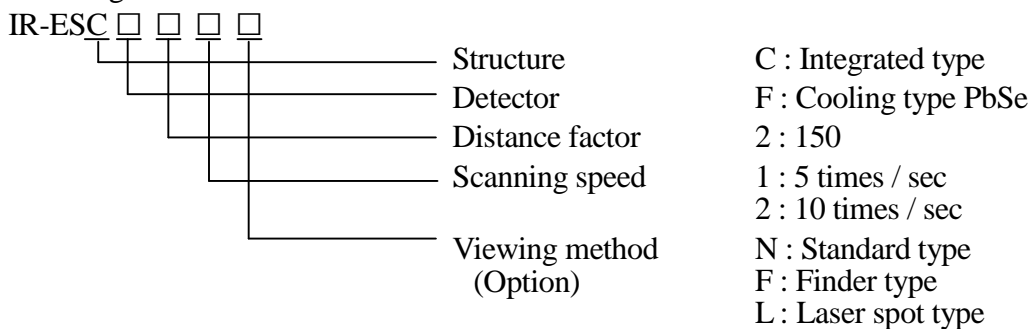 IR-ESC □ □ □ □
Structure C : Integrated type
Detector F : Cooling type PbSe
Distance factor 2 : 150
Scanning speed 1 : 5 times / sec
2 : 10 times / sec
Viewing method N : Standard type
(Option) F : Finder type
L : Laser spot type